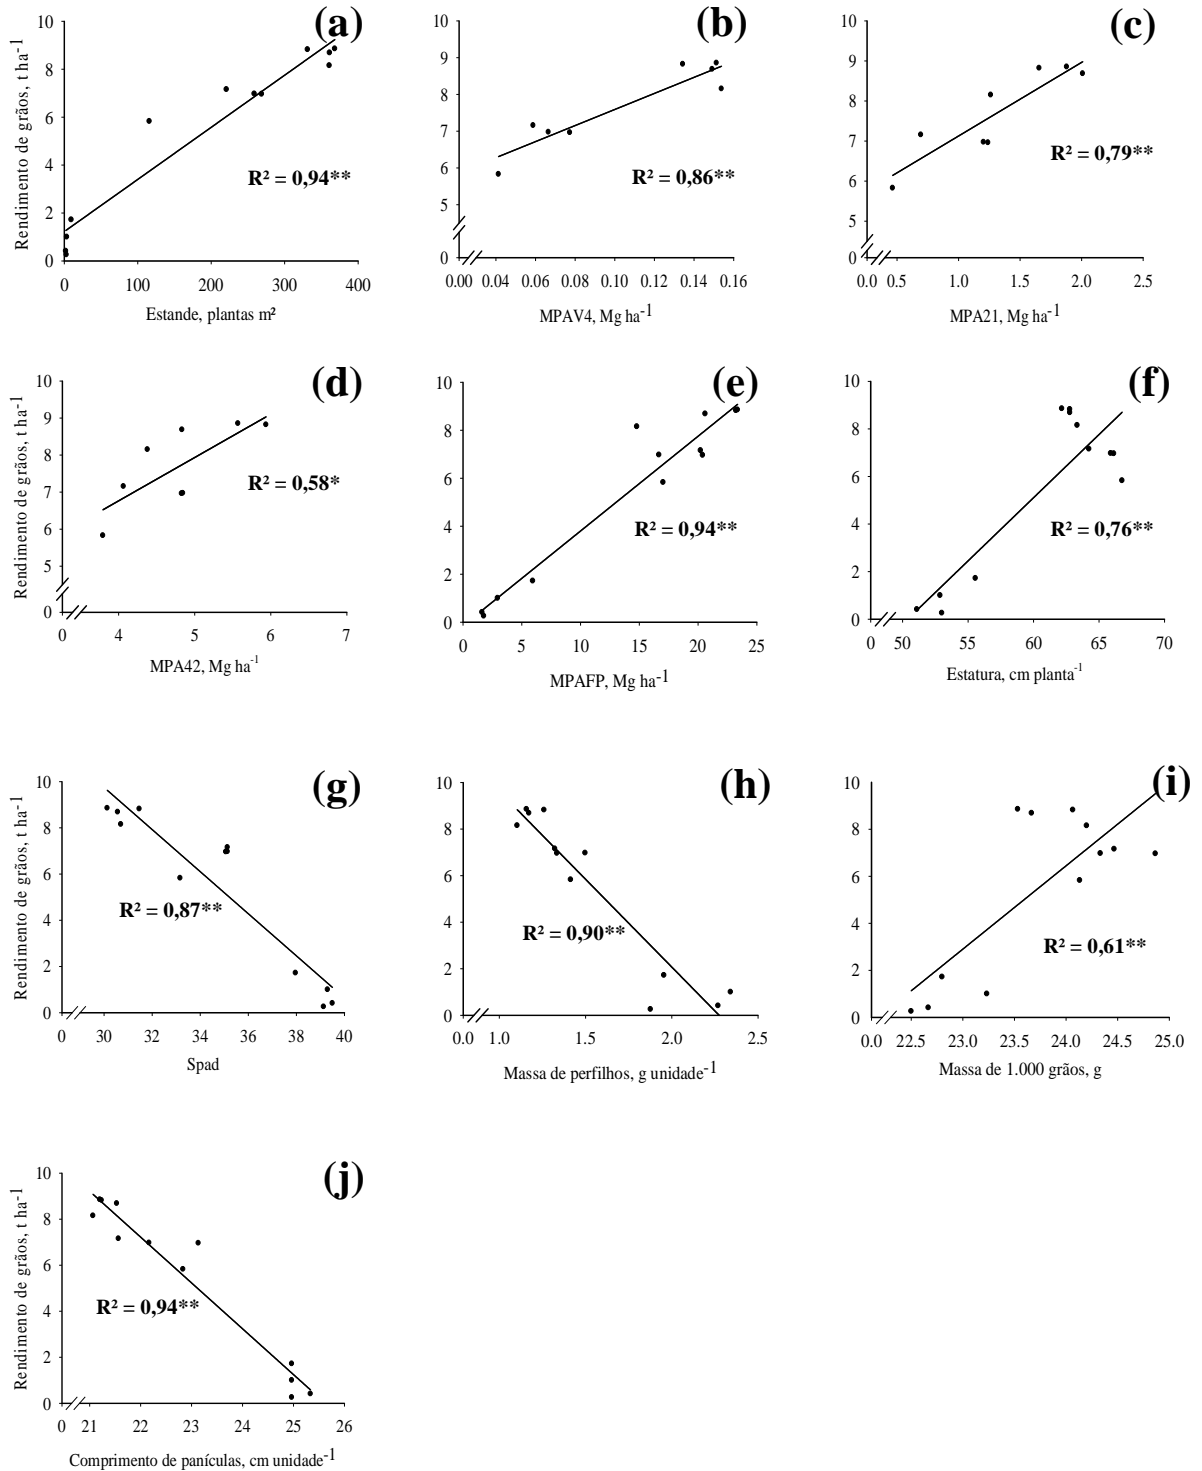 (a)
10
8
6
4
2
0
Rendimento de grãos, t ha-1
R² = 0,94**
0 100 200 300 400
Estande, plantas m²
(b)
10
9
8
7
6
5
0
R² = 0,86**
0.00 0.04 0.06 0.08 0.10 0.12 0.14 0.16
MPAV4, Mg ha-1
(c)
10
9
8
7
6
5
0
R² = 0,79**
0.0 0.5 1.0 1.5 2.0 2.5
MPA21, Mg ha-1
(d)
10
9
8
7
6
5
0
Rendimento de grãos, t ha-1
R² = 0,58*
0 4 5 6 7
MPA42, Mg ha-1
(e)
10
8
6
4
2
0
R² = 0,94**
0 5 10 15 20 25
MPAFP, Mg ha-1
(f)
10
8
6
4
2
0
R² = 0,76**
0 50 55 60 65 70
Estatura, cm planta-1
(g)
10
8
6
4
2
0
Rendimento de grãos, t ha-1
R² = 0,87**
0 30 32 34 36 38 40
Spad
(h)
10
8
6
4
2
0
R² = 0,90**
0.0 1.0 1.5 2.0 2.5
Massa de perfilhos, g unidade-1
(i)
10
8
6
4
2
0
R² = 0,61**
0.0 22.5 23.0 23.5 24.0 24.5 25.0
Massa de 1.000 grãos, g
(j)
10
8
6
4
2
0
Rendimento de grãos, t ha-1
R² = 0,94**
0 21 22 23 24 25 26
Comprimento de panículas, cm unidade-1